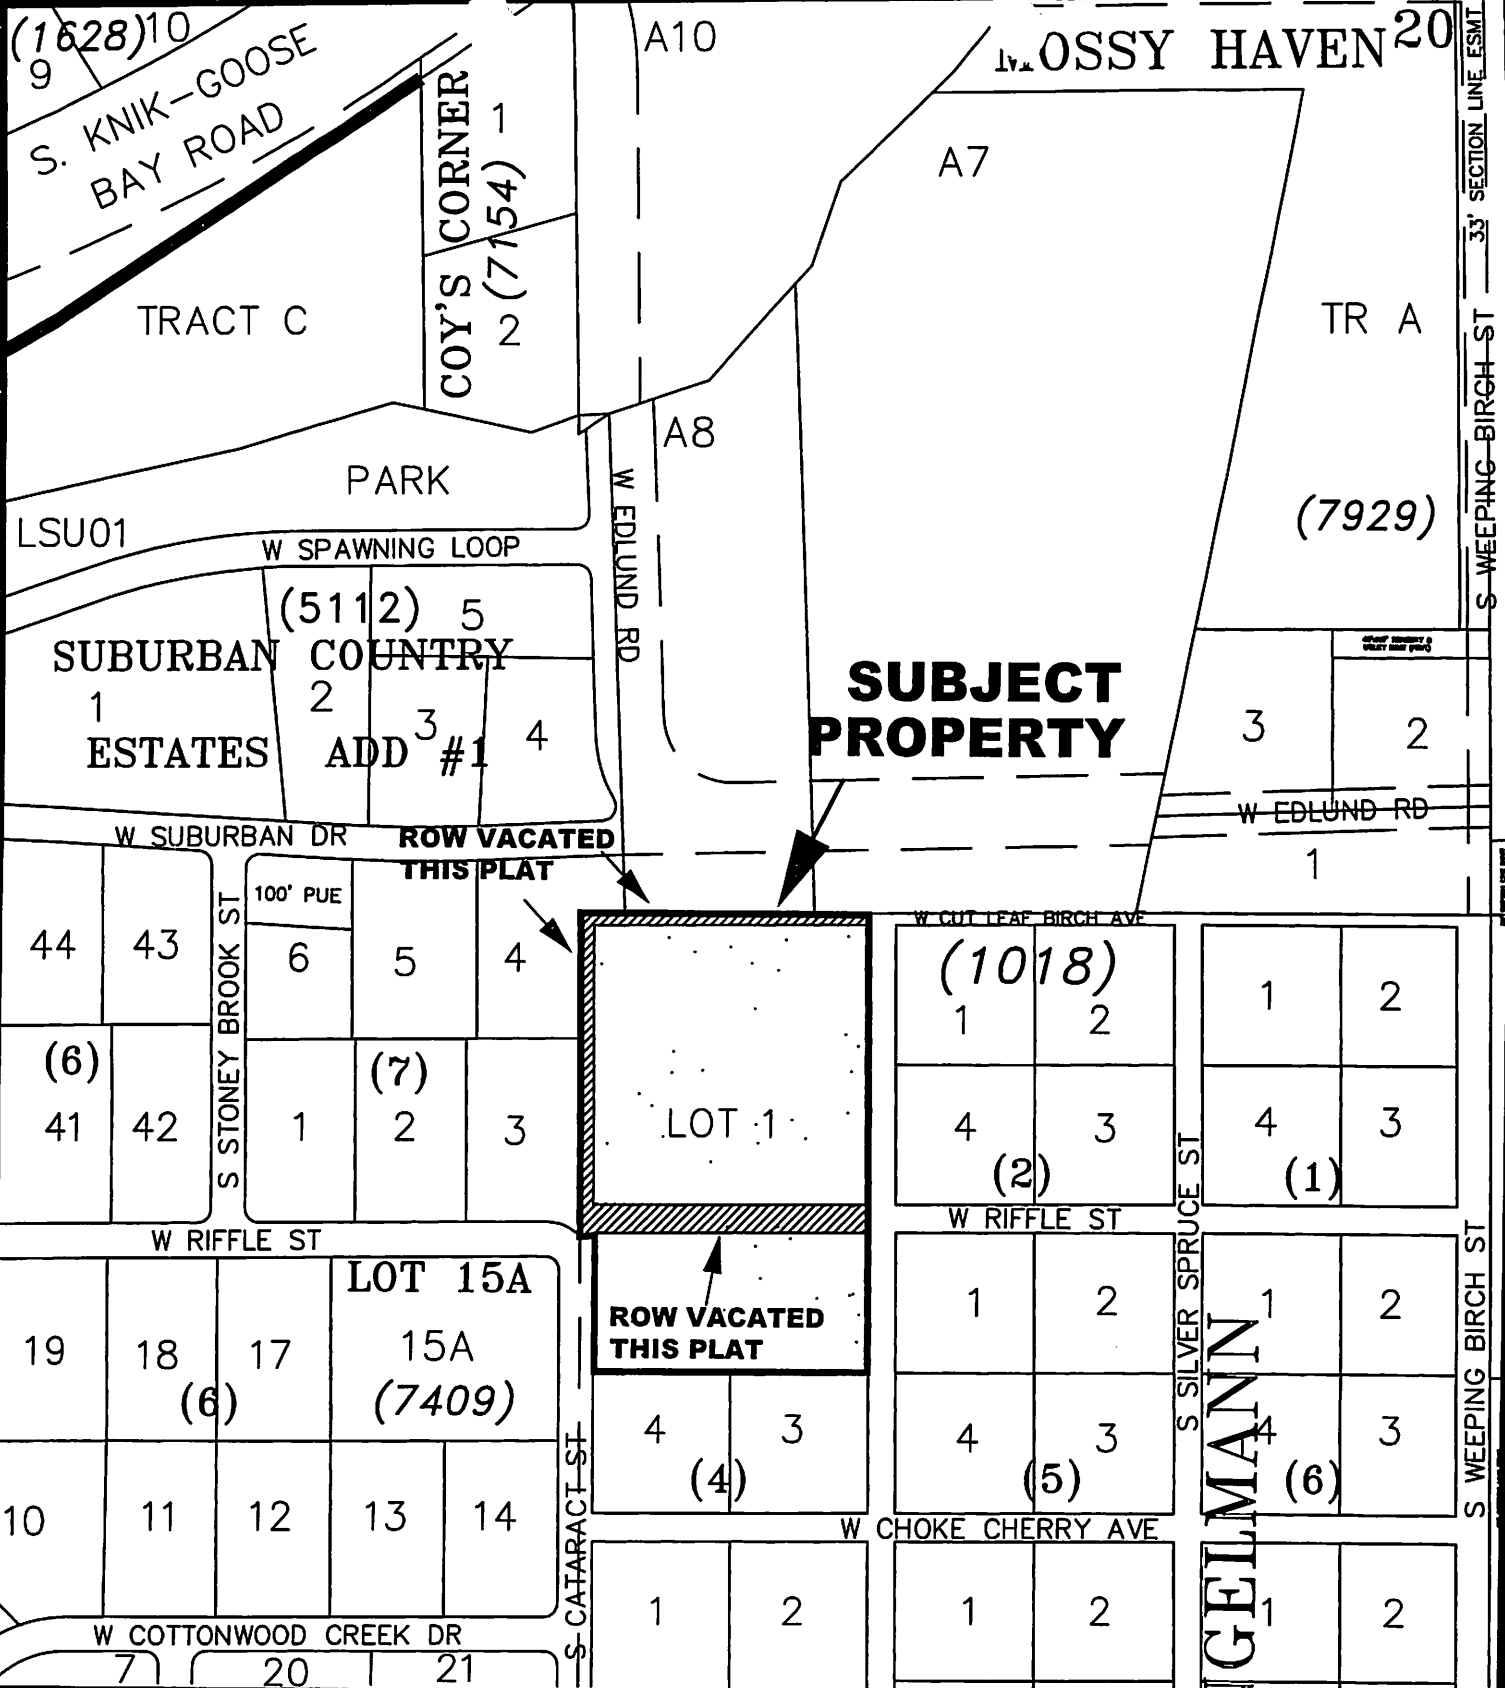 (1628)
10
9
S. KNIK-GOOSE
BAY ROAD
COY'S CORNER
(7154)
1
2
A10
OSSY HAVEN
20
33' SECTION LINE ESMT
A7
TRACT C
TR A
A8
PARK
(7929)
LSU01
W SPAWNING LOOP
W EDLUND RD
S WEEPING BIRCH ST
(5112)
5
SUBURBAN COUNTRY
1
2
3
4
ESTATES ADD #1
SUBJECT
PROPERTY
3
2
W EDLUND RD
1
W SUBURBAN DR
ROW VACATED
THIS PLAT
100' PUE
44
43
S STONEY BROOK ST
6
5
4
W CUT LEAF BIRCH AVE
(1018)
1
2
1
2
(6)
41
42
1
(7)
2
3
LOT 1
4
3
(2)
S SILVER SPRUCE ST
4
3
(1)
W RIFFLE ST
W RIFFLE ST
LOT 15A
19
18
17
15A
(6)
(7409)
ROW VACATED
THIS PLAT
1
2
1
2
S WEEPING BIRCH ST
4
3
(4)
4
3
(5)
4
3
(6)
GELMANN
10
11
12
13
14
S CATARACT ST
W CHOKE CHERRY AVE
1
2
1
2
1
2
W COTTONWOOD CREEK DR
7
20
21